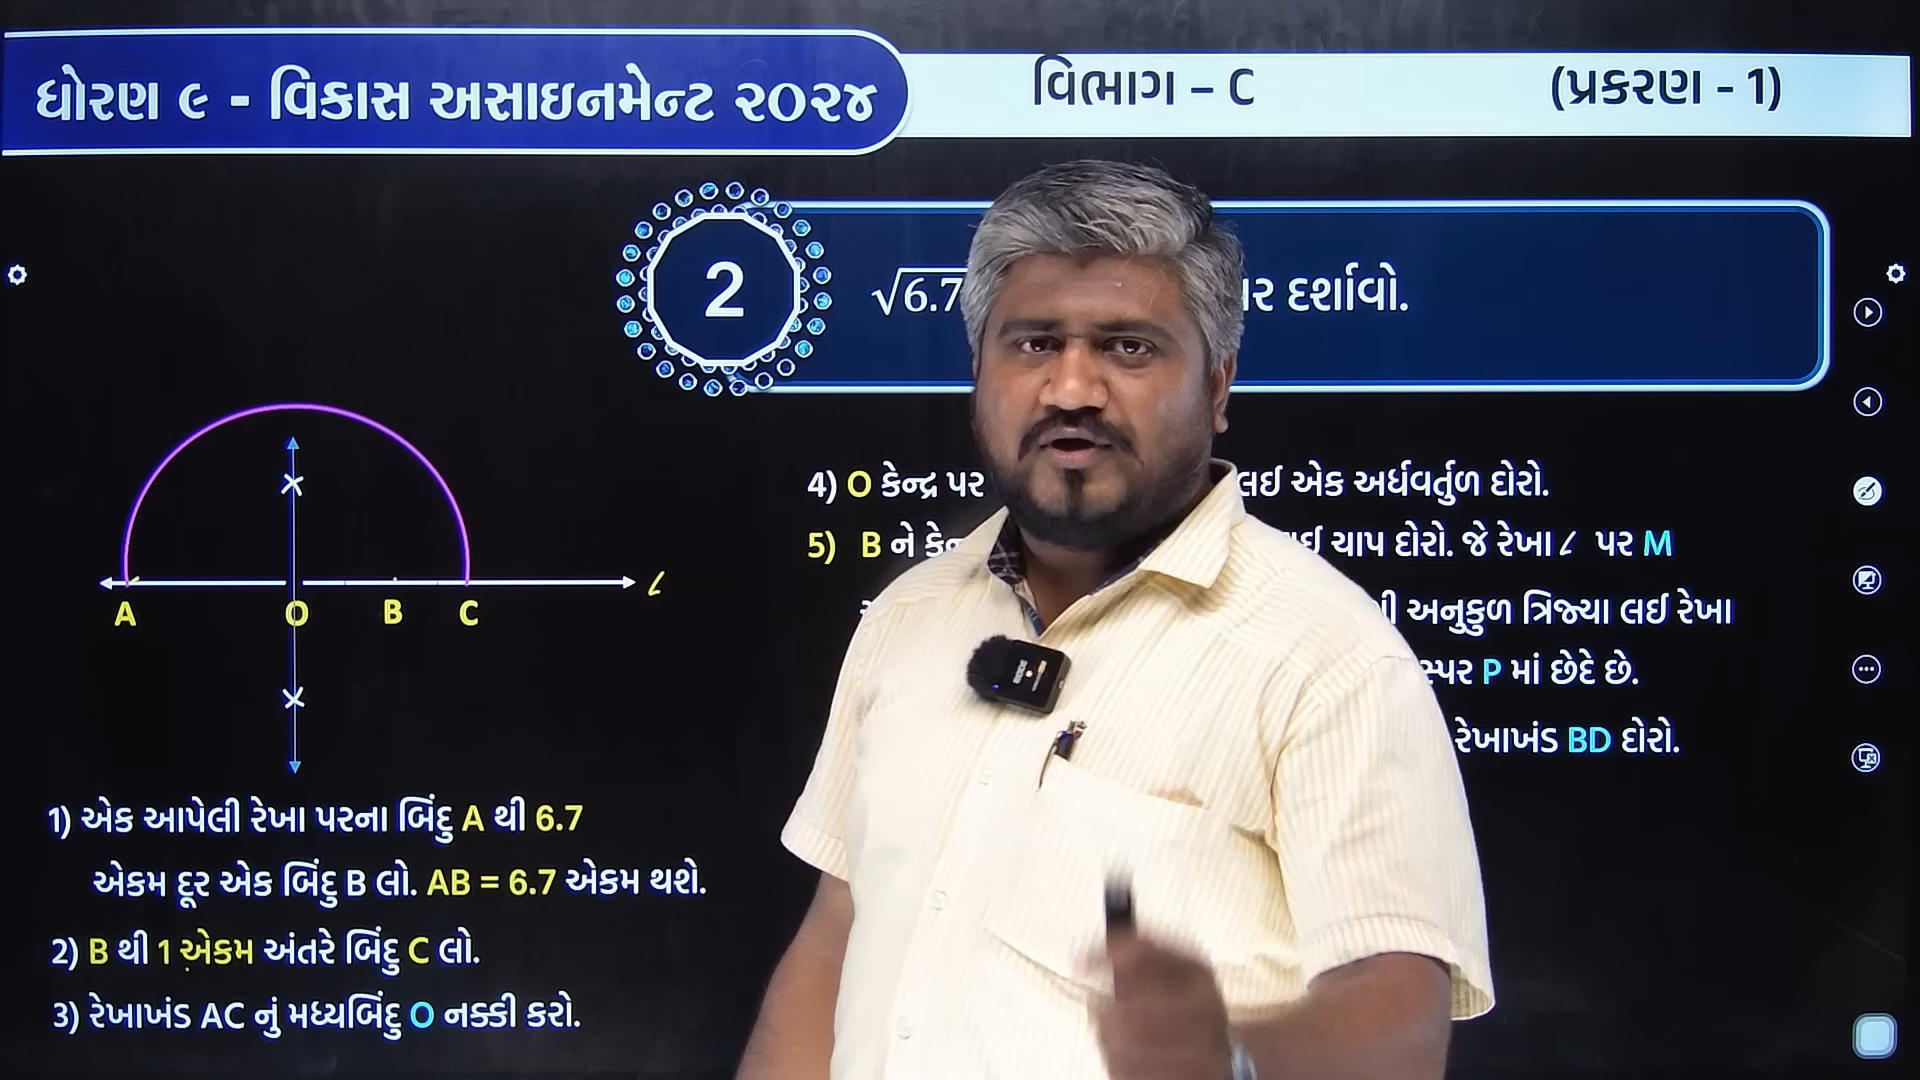 ધોરણ ૯ - વિકાસ અસાઇનમેન્ટ ૨૦૨૪
વિભાગ – C
(પ્રકરણ - 1)
2
√6.7
પર દર્શાવો.
A O B C
1) એક આપેલી રેખા પરના બિંદુ A થી 6.7
એકમ દૂર એક બિંદુ B લો. AB = 6.7 એકમ થશે.
2) B થી 1 એકમ અંતરે બિંદુ C લો.
3) રેખાખંડ AC નું મધ્યબિંદુ O નક્કી કરો.
4) O કેન્દ્ર પર લઈ એક અર્ધવર્તુળ દોરો.
5) B ને ચાપ દોરો. જે રેખા l પર M
અનુકુળ ત્રિજ્યા લઈ રેખા
P માં છેદે છે.
રેખાખંડ BD દોરો.